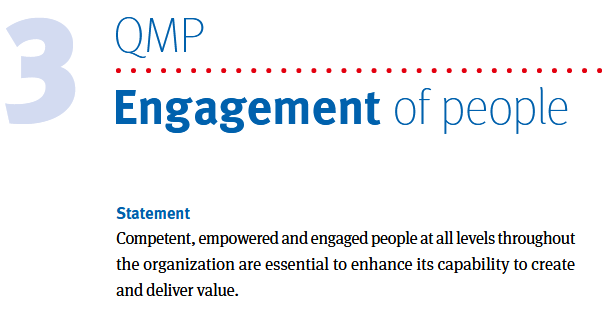 3
QMP
Engagement of people
Statement
Competent, empowered and engaged people at all levels throughout
the organization are essential to enhance its capability to create
and deliver value.